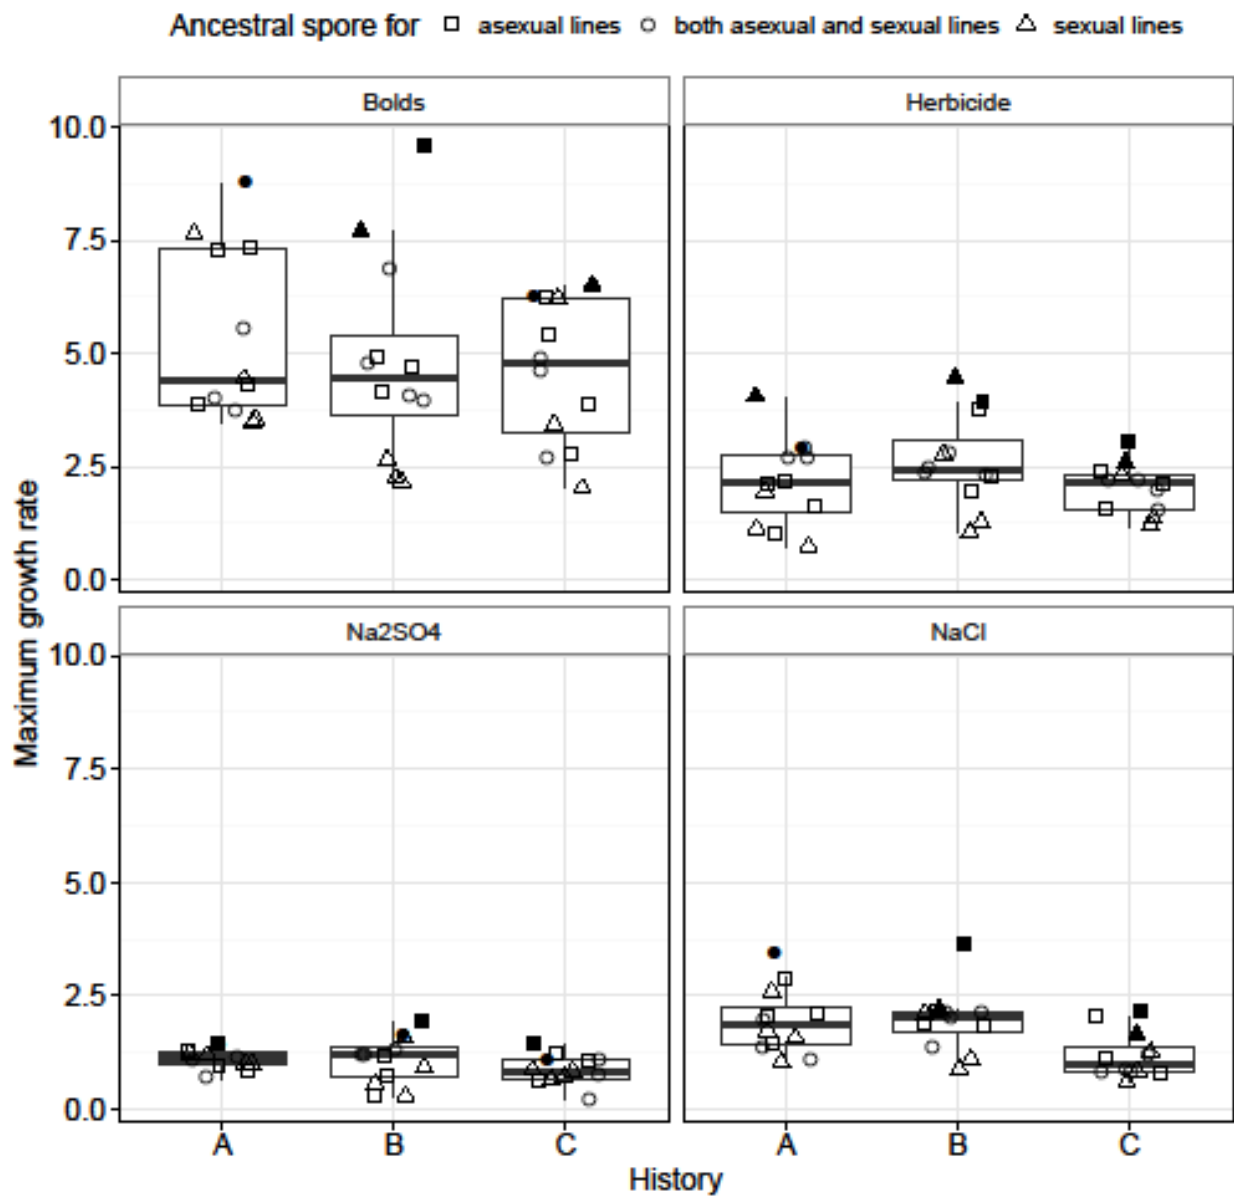 Ancestral spore for asexual lines both asexual and sexual lines sexual lines
Bolds Herbicide
10.0
7.5
5.0
2.5
0.0
Na2SO4 NaCl
10.0
7.5
5.0
2.5
0.0
Maximum growth rate
A B C A B C
History